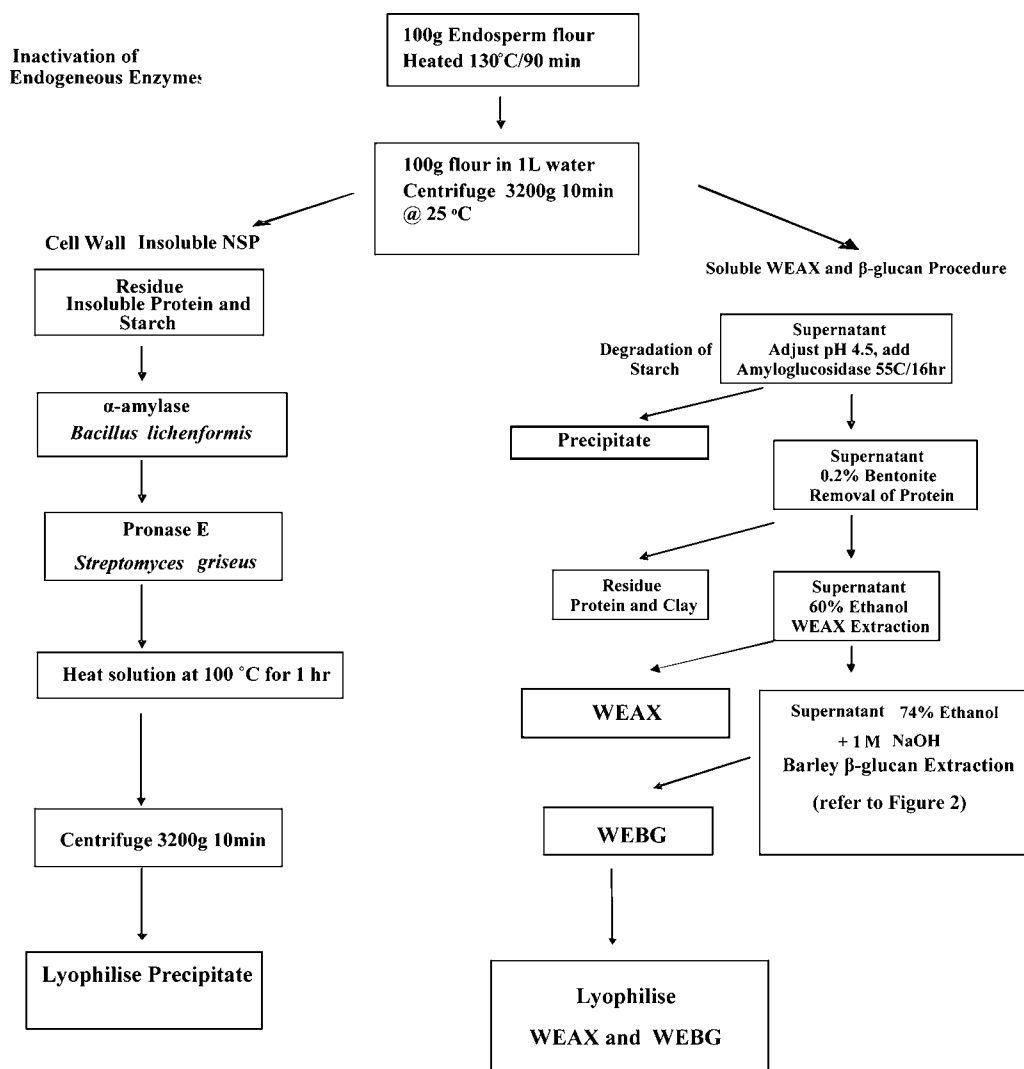 100g Endosperm flour
Heated 130˚C/90 min
Inactivation of
Endogeneous Enzymes
100g flour in 1L water
Centrifuge 3200g 10min
@ 25 ºC
Cell Wall Insoluble NSP
Residue
Insoluble Protein and
Starch
α-amylase
Bacillus lichenformis
Pronase E
Streptomyces griseus
Heat solution at 100 ˚C for 1 hr
Centrifuge 3200g 10min
Lyophilise Precipitate
Soluble WEAX and β-glucan Procedure
Supernatant
Adjust pH 4.5, add
Amyloglucosidase 55C/16hr
Degradation of
Starch
Precipitate
Supernatant
0.2% Bentonite
Removal of Protein
Residue
Protein and Clay
Supernatant
60% Ethanol
WEAX Extraction
WEAX
Supernatant 74% Ethanol
+ 1 M NaOH
Barley β-glucan Extraction
(refer to Figure 2)
WEBG
Lyophilise
WEAX and WEBG